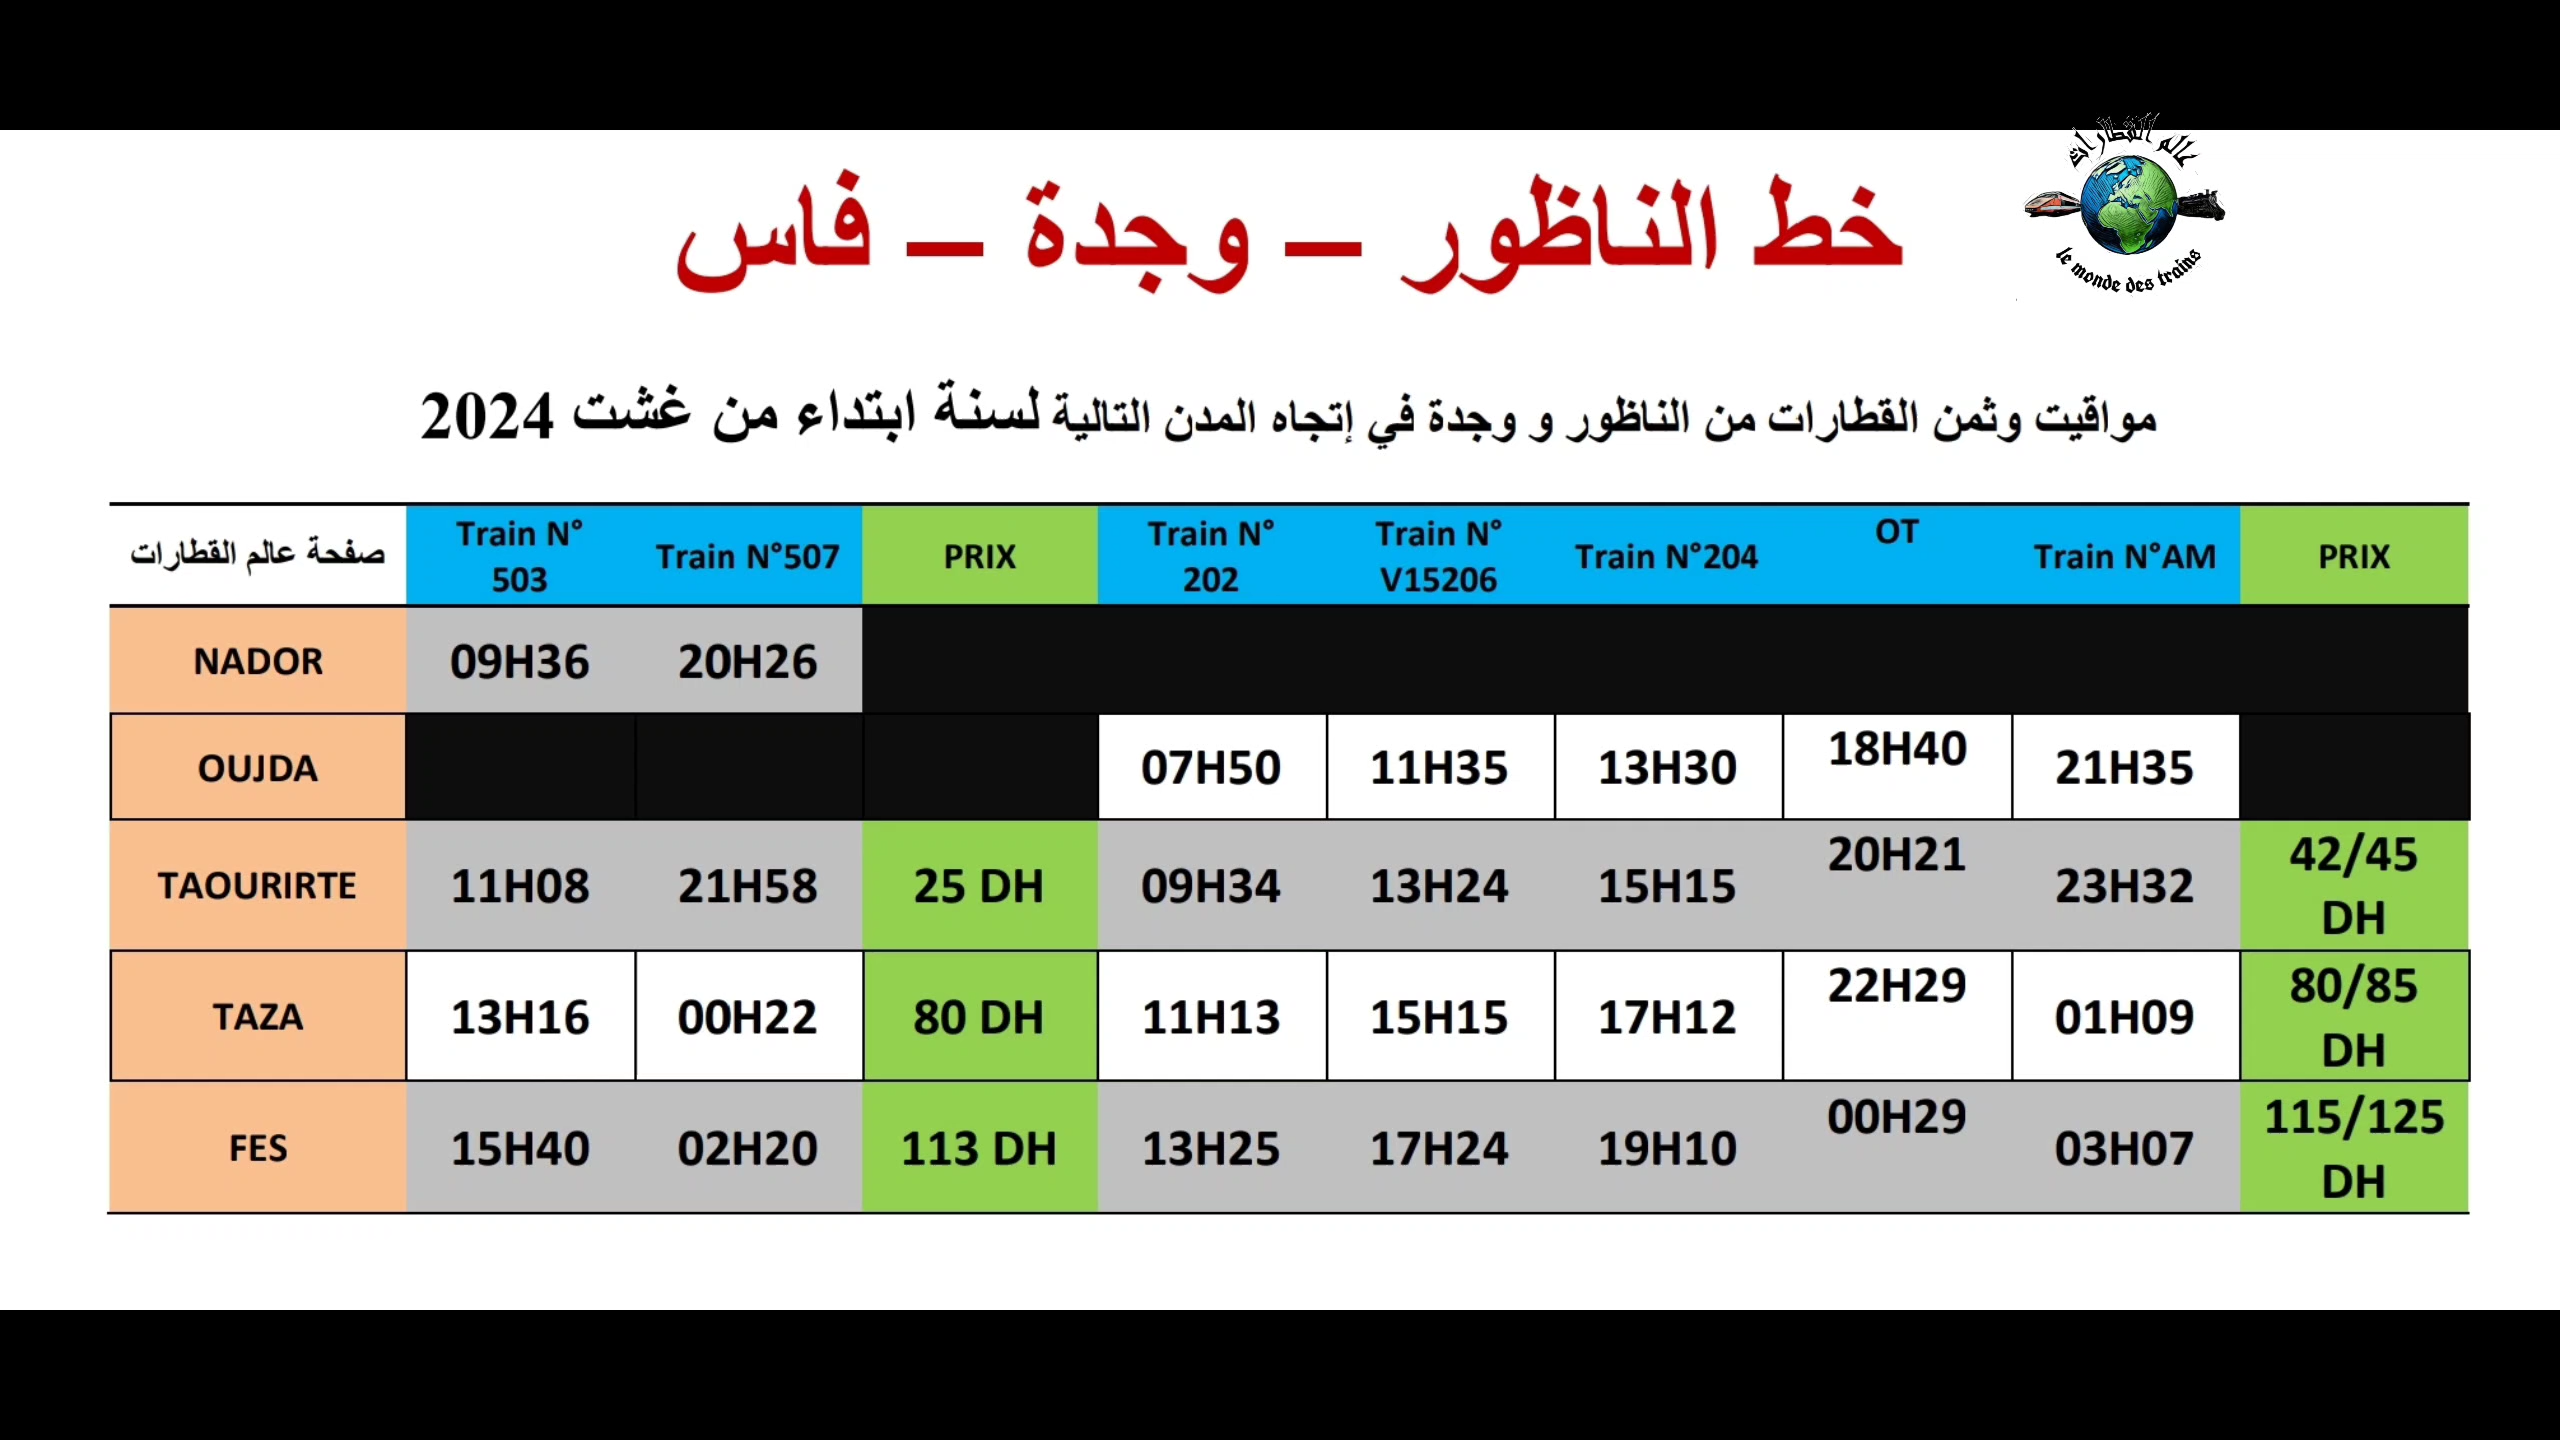 عالم القطارات
le monde des trains
خط الناظور – وجدة – فاس
مواقيت وثمن القطارات من الناظور و وجدة في إتجاه المدن التالية لسنة ابتداء من غشت 2024
صفحة عالم القطارات Train N° 503 Train N°507 PRIX Train N° 202 Train N° V15206 Train N°204 OT Train N°AM PRIX
NADOR 09H36 20H26
OUJDA 07H50 11H35 13H30 18H40 21H35
TAOURIRTE 11H08 21H58 25 DH 09H34 13H24 15H15 20H21 23H32 42/45 DH
TAZA 13H16 00H22 80 DH 11H13 15H15 17H12 22H29 01H09 80/85 DH
FES 15H40 02H20 113 DH 13H25 17H24 19H10 00H29 03H07 115/125 DH